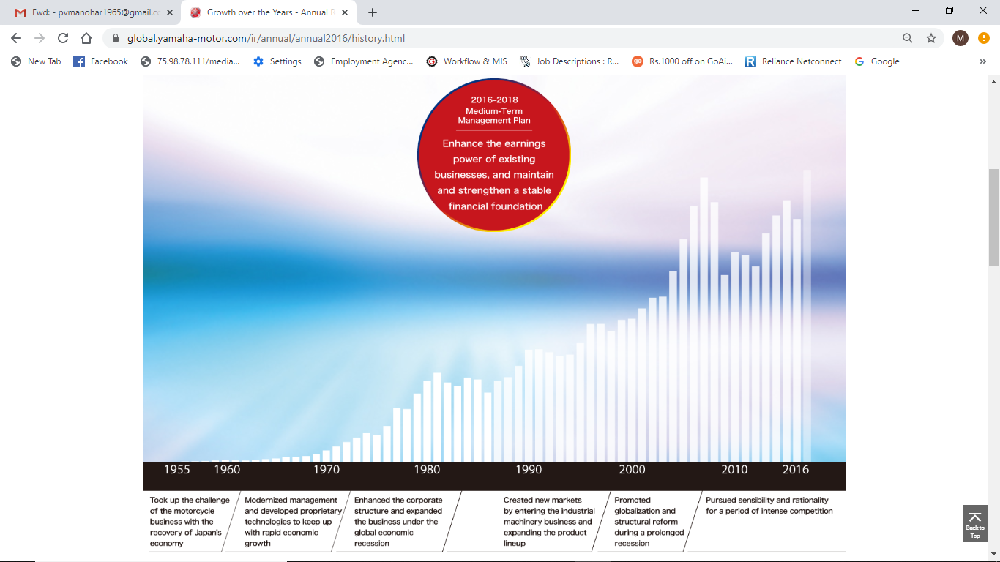 Fwd: - pvmanohar1965@gmail.cc
Growth over the Years - Annual R
global.yamaha-motor.com/ir/annual/annual2016/history.html
M
New Tab
Facebook
75.98.78.111/media...
Settings
Employment Agenc...
Workflow & MIS
Job Descriptions : R...
go
Rs.1000 off on GoAi...
R
Reliance Netconnect
Google
»
2016–2018
Medium-Term
Management Plan
Enhance the earnings
power of existing
businesses, and maintain
and strengthen a stable
financial foundation
1955 1960 1970 1980 1990 2000 2010 2016
Took up the challenge
of the motorcycle
business with the
recovery of Japan's
economy
Modernized management
and developed proprietary
technologies to keep up
with rapid economic
growth
Enhanced the corporate
structure and expanded
the business under the
global economic
recession
Created new markets
by entering the industrial
machinery business and
expanding the product
lineup
Promoted
globalization and
structural reform
during a prolonged
recession
Pursued sensibility and rationality
for a period of intense competition
Back to
Top